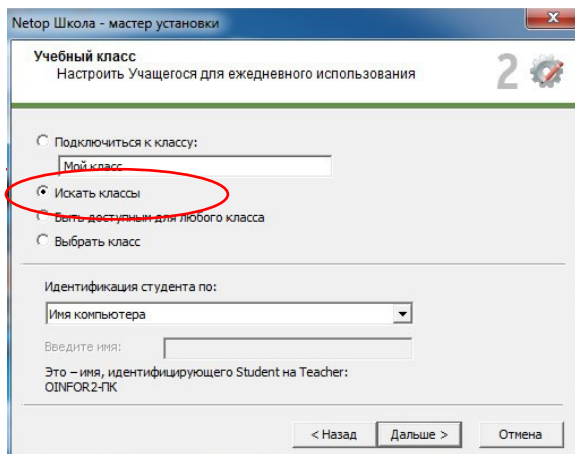 Netop Школа - мастер установки
Учебный класс
Настроить Учащегося для ежедневного использования
2
Подключиться к классу:
Мой класс
Искать классы
Быть доступным для любого класса
Выбрать класс
Идентификация студента по:
Имя компьютера
Введите имя:
Это – имя, идентифицирующего Student на Teacher:
OINFOR2-ПК
< Назад Дальше > Отмена